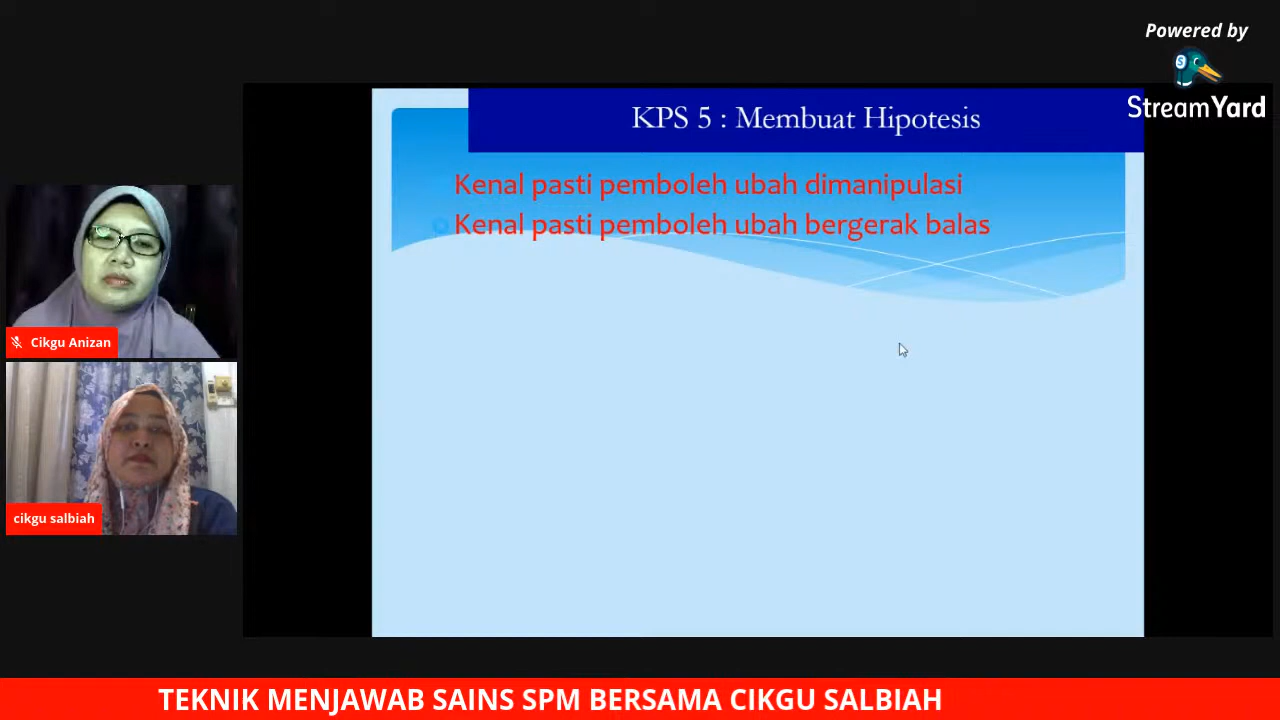 Powered by
StreamYard
KPS 5 : Membuat Hipotesis
Kenal pasti pemboleh ubah dimanipulasi
Kenal pasti pemboleh ubah bergerak balas
Cikgu Anizan
cikgu salbiah
TEKNIK MENJAWAB SAINS SPM BERSAMA CIKGU SALBIAH